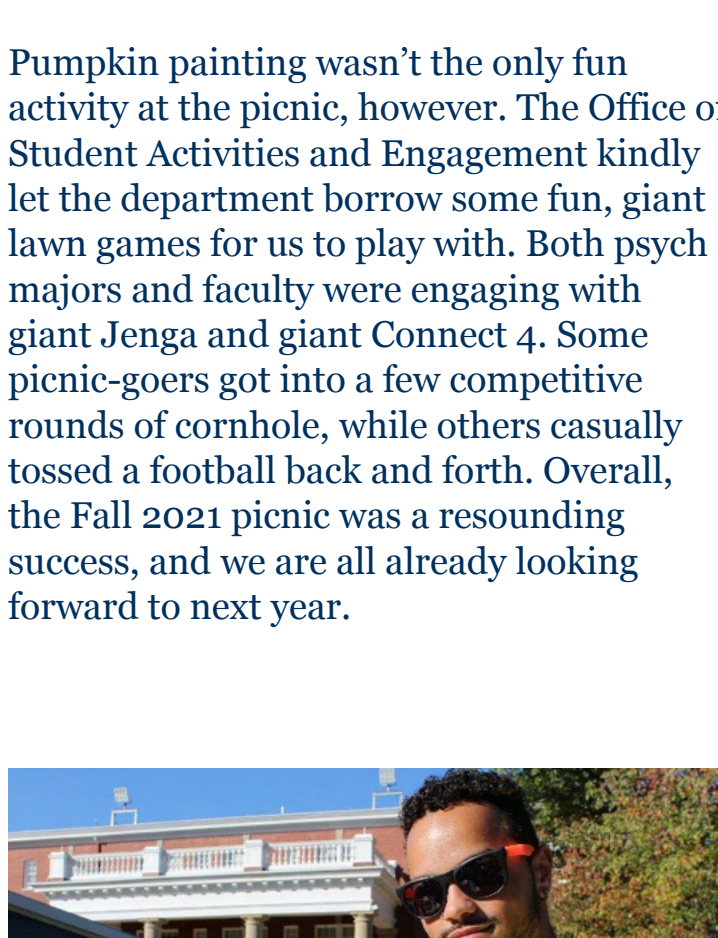 Pumpkin painting wasn’t the only fun
activity at the picnic, however. The Office of
Student Activities and Engagement kindly
let the department borrow some fun, giant
lawn games for us to play with. Both psych
majors and faculty were engaging with
giant Jenga and giant Connect 4. Some
picnic-goers got into a few competitive
rounds of cornhole, while others casually
tossed a football back and forth. Overall,
the Fall 2021 picnic was a resounding
success, and we are all already looking
forward to next year.